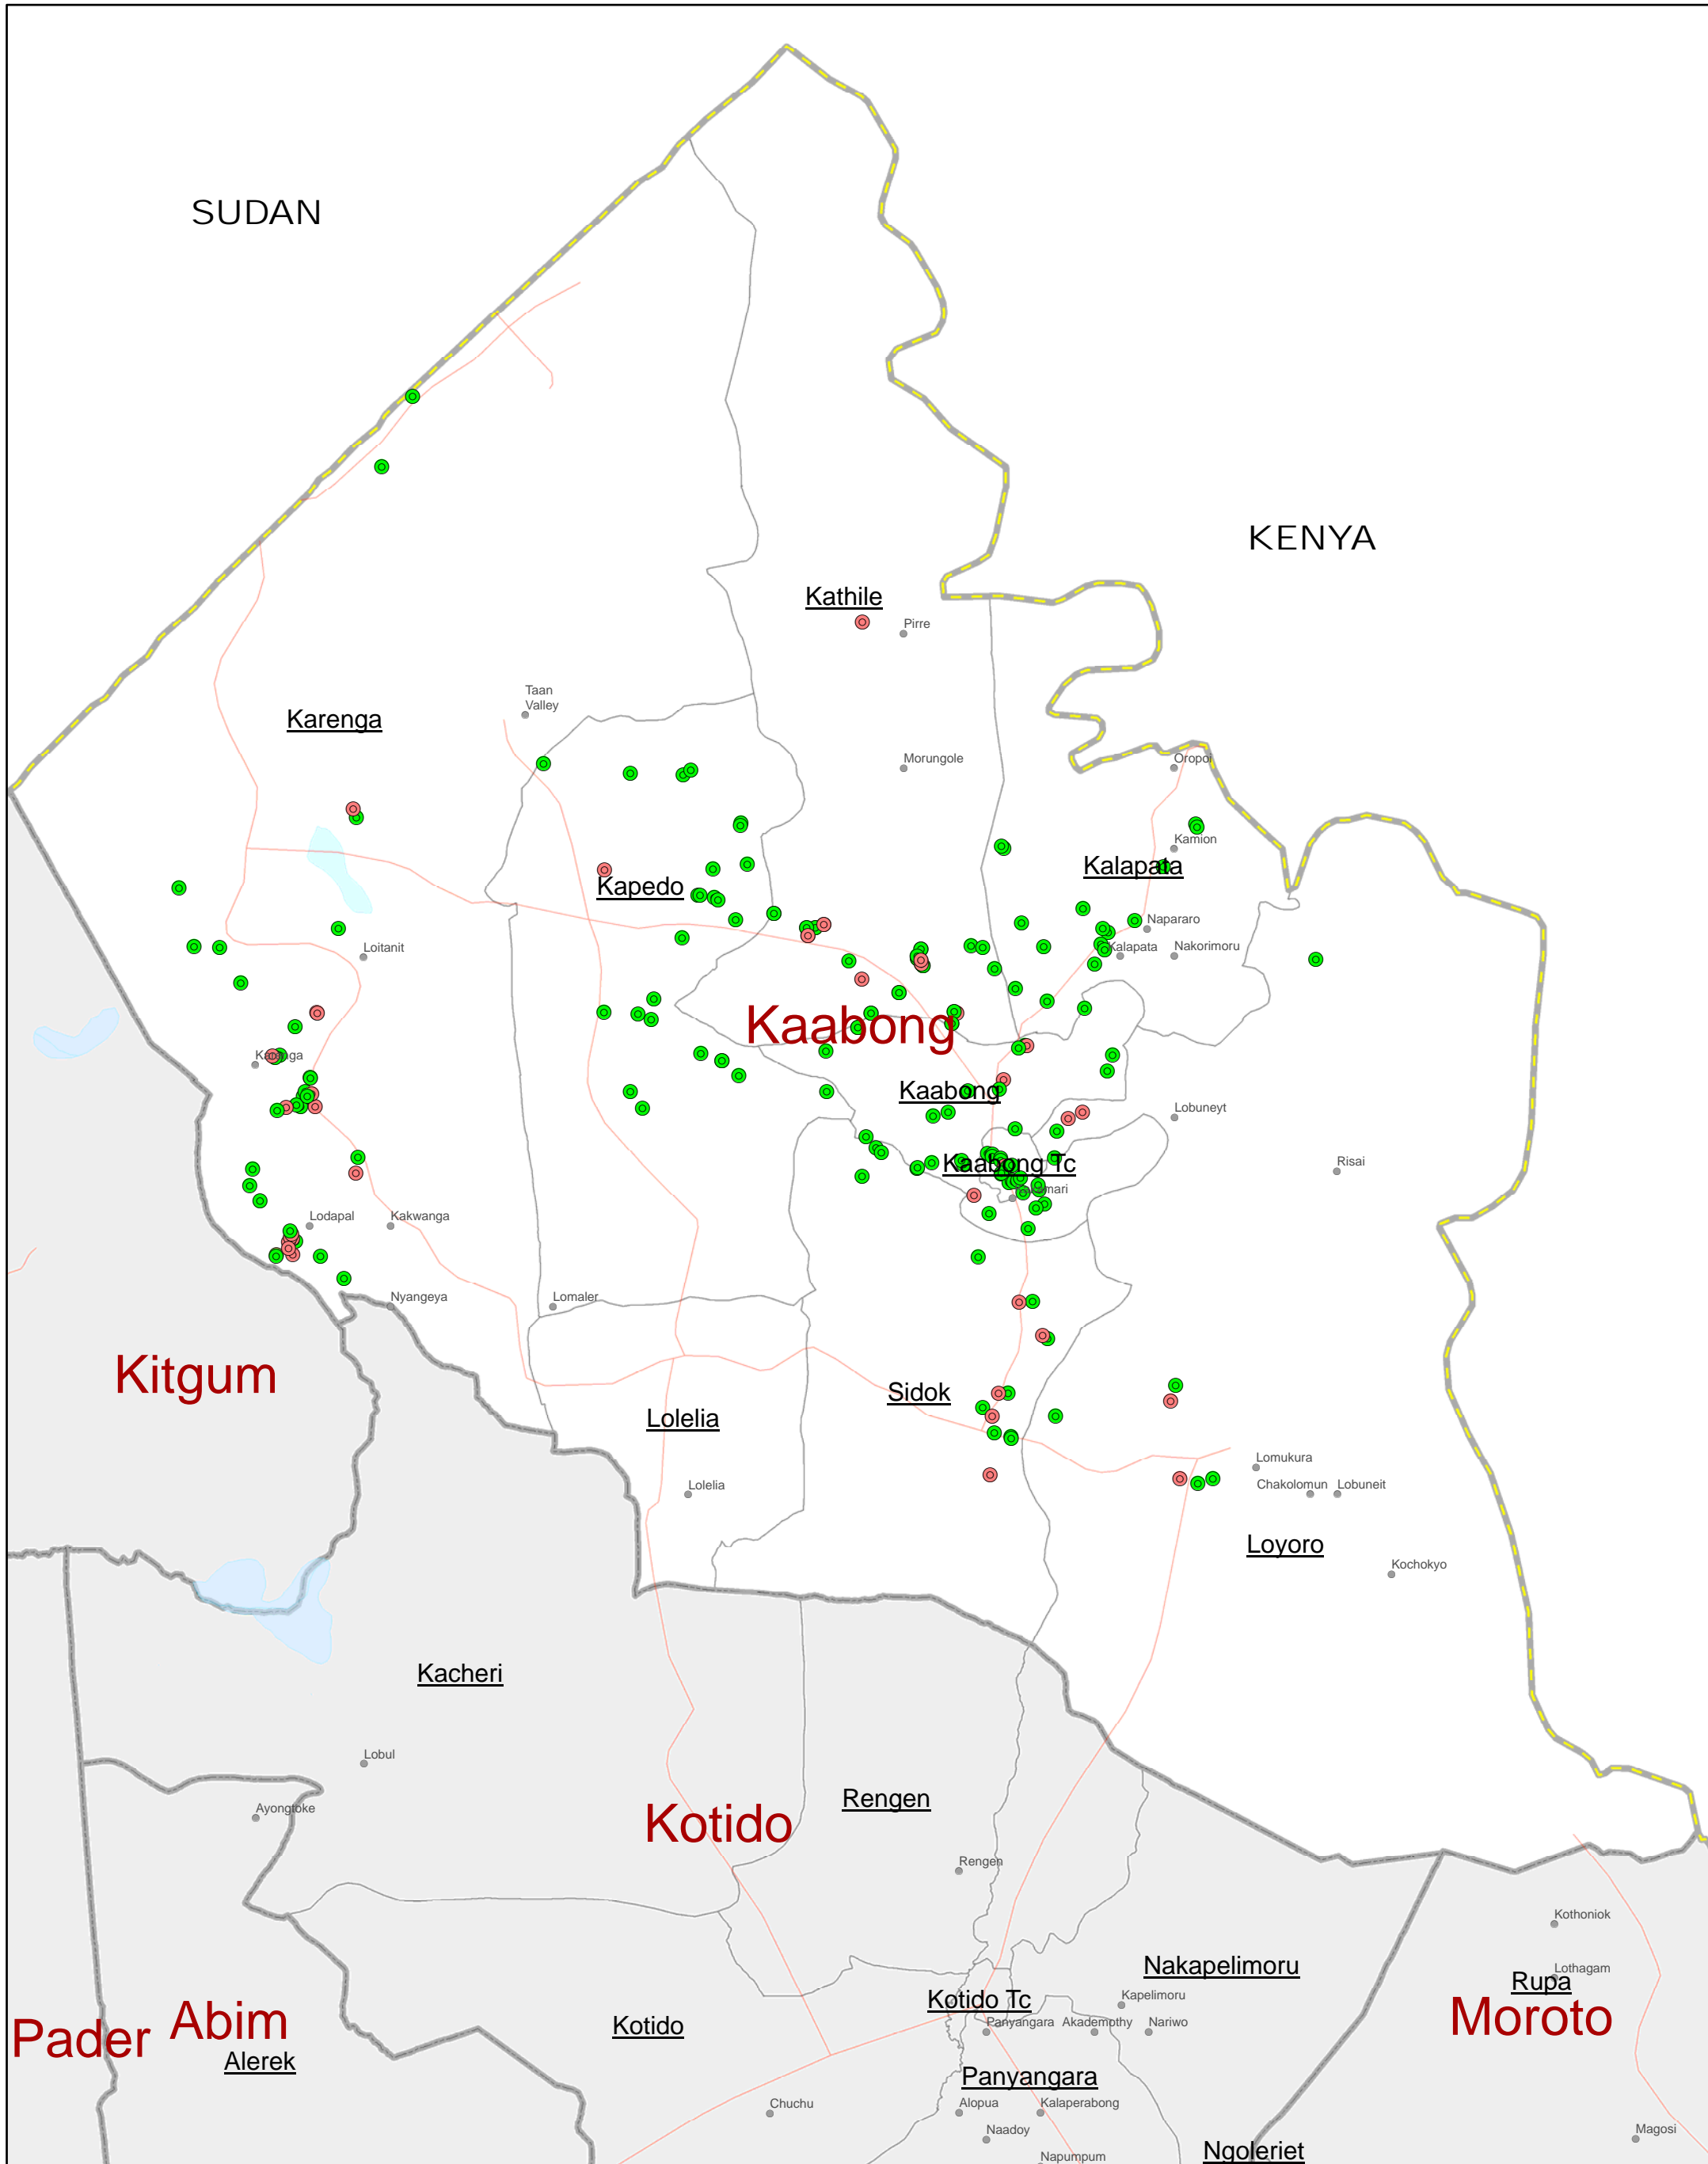 SUDAN
KENYA
Kathile
Pirre
Taan
Valley
Karenga
Morungole
Oropoi
Kamion
Kalapata
Kapedo
Napararo
Loitanit
Kalapata
Nakorimoru
Kaabong
Karenga
Kaabong
Lobuneyt
Kaabong Tc
Risai
Lodapal
Kakwanga
Nyangeya
Lomaler
Kitgum
Sidok
Lolelia
Lomukura
Lolelia
Chakolomun
Lobuneit
Loyoro
Kochokyo
Kacheri
Lobul
Rengen
Ayongtoke
Kotido
Rengen
Kothoniok
Nakapelimoru
Lothagam
Rupa
Kapelimoru
Kotido Tc
Abim
Moroto
Pader
Kotido
Panyangara
Akademothy
Nariwo
Alerek
Panyangara
Chuchu
Alopua
Kalaperabong
Naadoy
Magosi
Ngoleriet
Napumpum